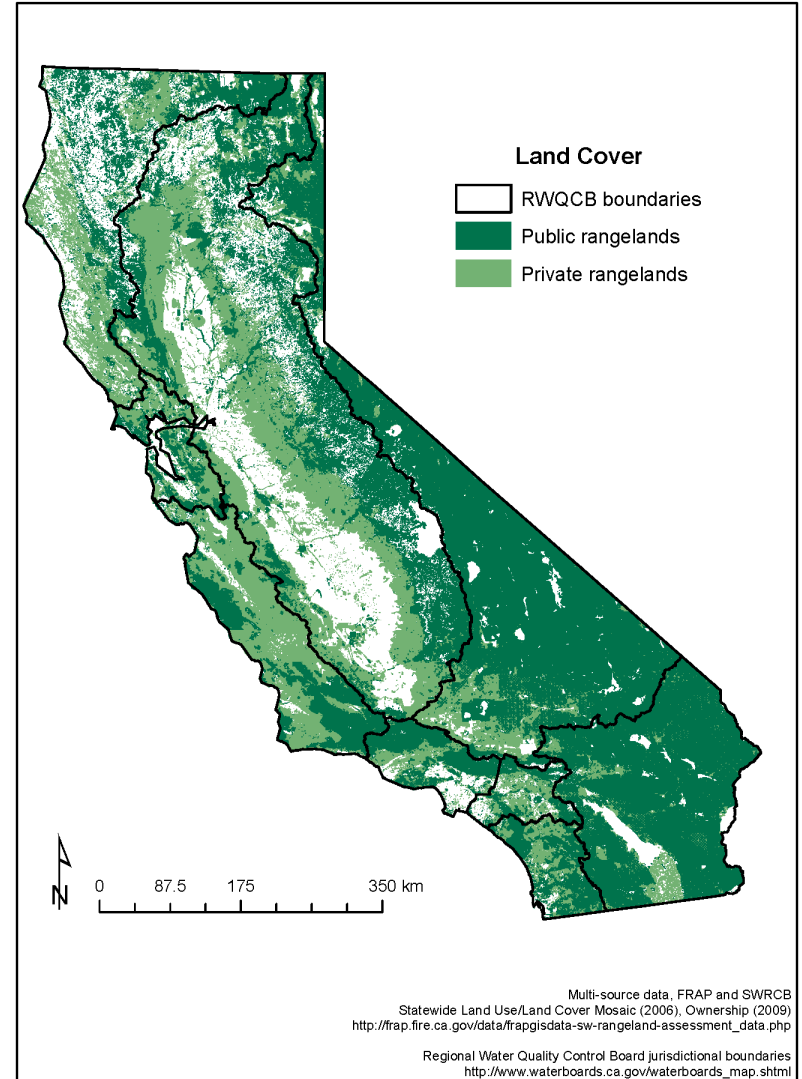 Land Cover
RWQCB boundaries
Public rangelands
Private rangelands
N
0 87.5 175 350 km
Multi-source data, FRAP and SWRCB
Statewide Land Use/Land Cover Mosaic (2006), Ownership (2009)
http://frap.fire.ca.gov/data/frapgisdata-sw-rangeland-assessment_data.php
Regional Water Quality Control Board jurisdictional boundaries
http://www.waterboards.ca.gov/waterboards_map.shtml